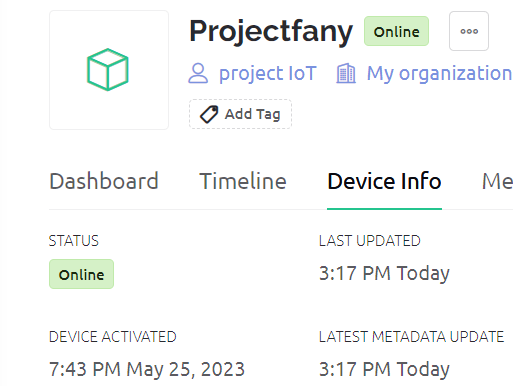 Projectfany Online
project IoT My organization
Add Tag
Dashboard Timeline Device Info Me
STATUS LAST UPDATED
Online 3:17 PM Today
DEVICE ACTIVATED LATEST METADATA UPDATE
7:43 PM May 25, 2023 3:17 PM Today